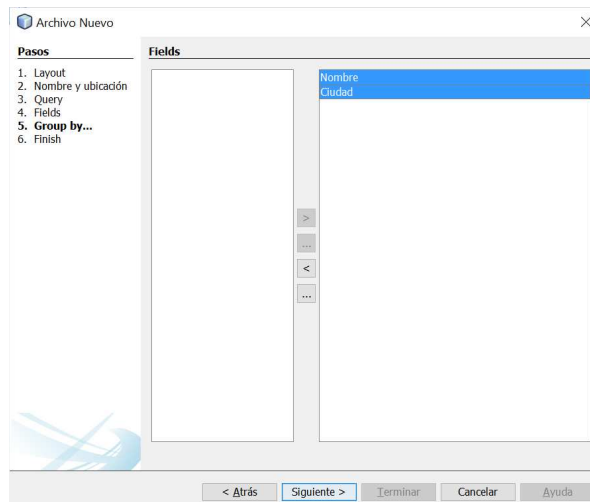 Archivo Nuevo
Pasos
1. Layout
2. Nombre y ubicación
3. Query
4. Fields
5. Group by...
6. Finish
Fields
Nombre
Ciudad
>
...
<
...
< Atrás
Siguiente >
Terminar
Cancelar
Ayuda